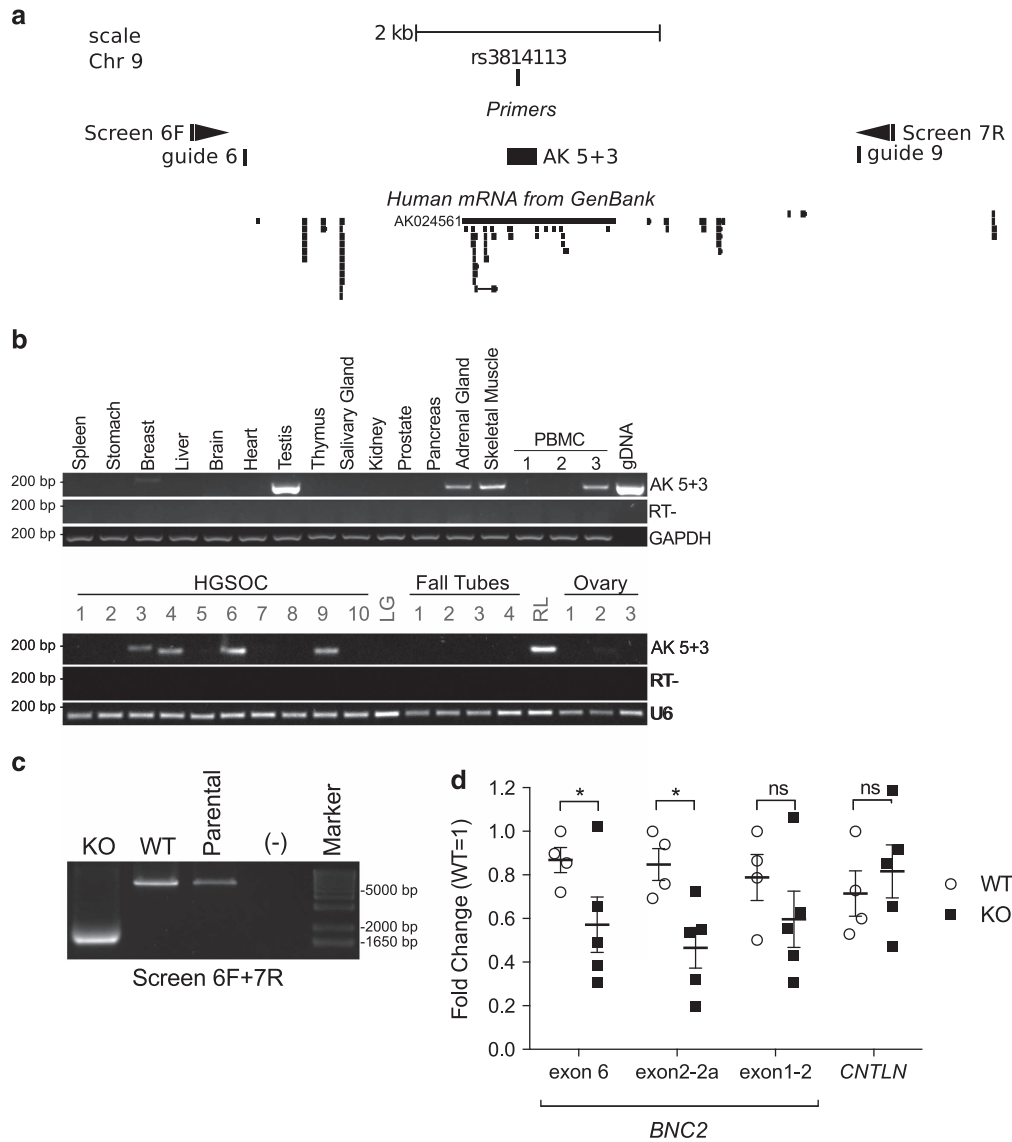 a
scale
Chr 9
2 kb
rs3814113
Primers
Screen 6F
guide 6
AK 5+3
Screen 7R
guide 9
Human mRNA from GenBank
AK024561
b
Spleen
Stomach
Breast
Liver
Brain
Heart
Testis
Thymus
Salivary Gland
Kidney
Prostate
Pancreas
Adrenal Gland
Skeletal Muscle
PBMC
1 2 3
gDNA
200 bp
AK 5+3
200 bp
RT-
200 bp
GAPDH
HGSOC
1 2 3 4 5 6 7 8 9 10
LG
Fall Tubes
1 2 3 4
RL
Ovary
1 2 3
200 bp
AK 5+3
200 bp
RT-
200 bp
U6
c
KO
WT
Parental
(-)
Marker
-5000 bp
-2000 bp
-1650 bp
Screen 6F+7R
d
Fold Change (WT=1)
1.2
1.0
0.8
0.6
0.4
0.2
0.0
*
*
ns
ns
WT
KO
exon 6
exon2-2a
exon1-2
CNTLN
BNC2